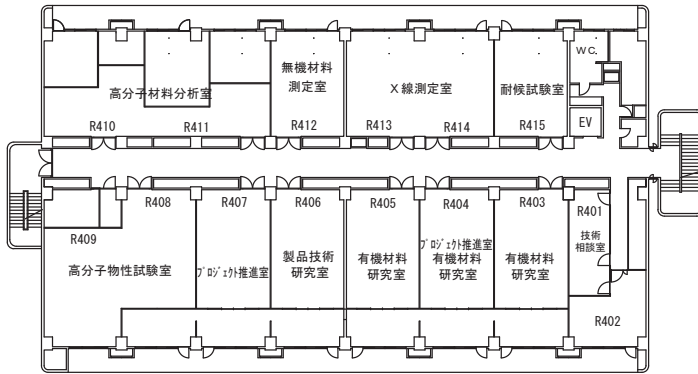 無機材料
測定室
W.C.
高分子材料分析室
X線測定室
耐候試験室
R410
R411
R412
R413
R414
R415
EV
R409
R408
R407
R406
R405
R404
R403
R401
高分子物性試験室
プロジェクト推進室
製品技術
研究室
有機材料
研究室
プロジェクト推進室
有機材料
研究室
有機材料
研究室
技術
相談室
R402